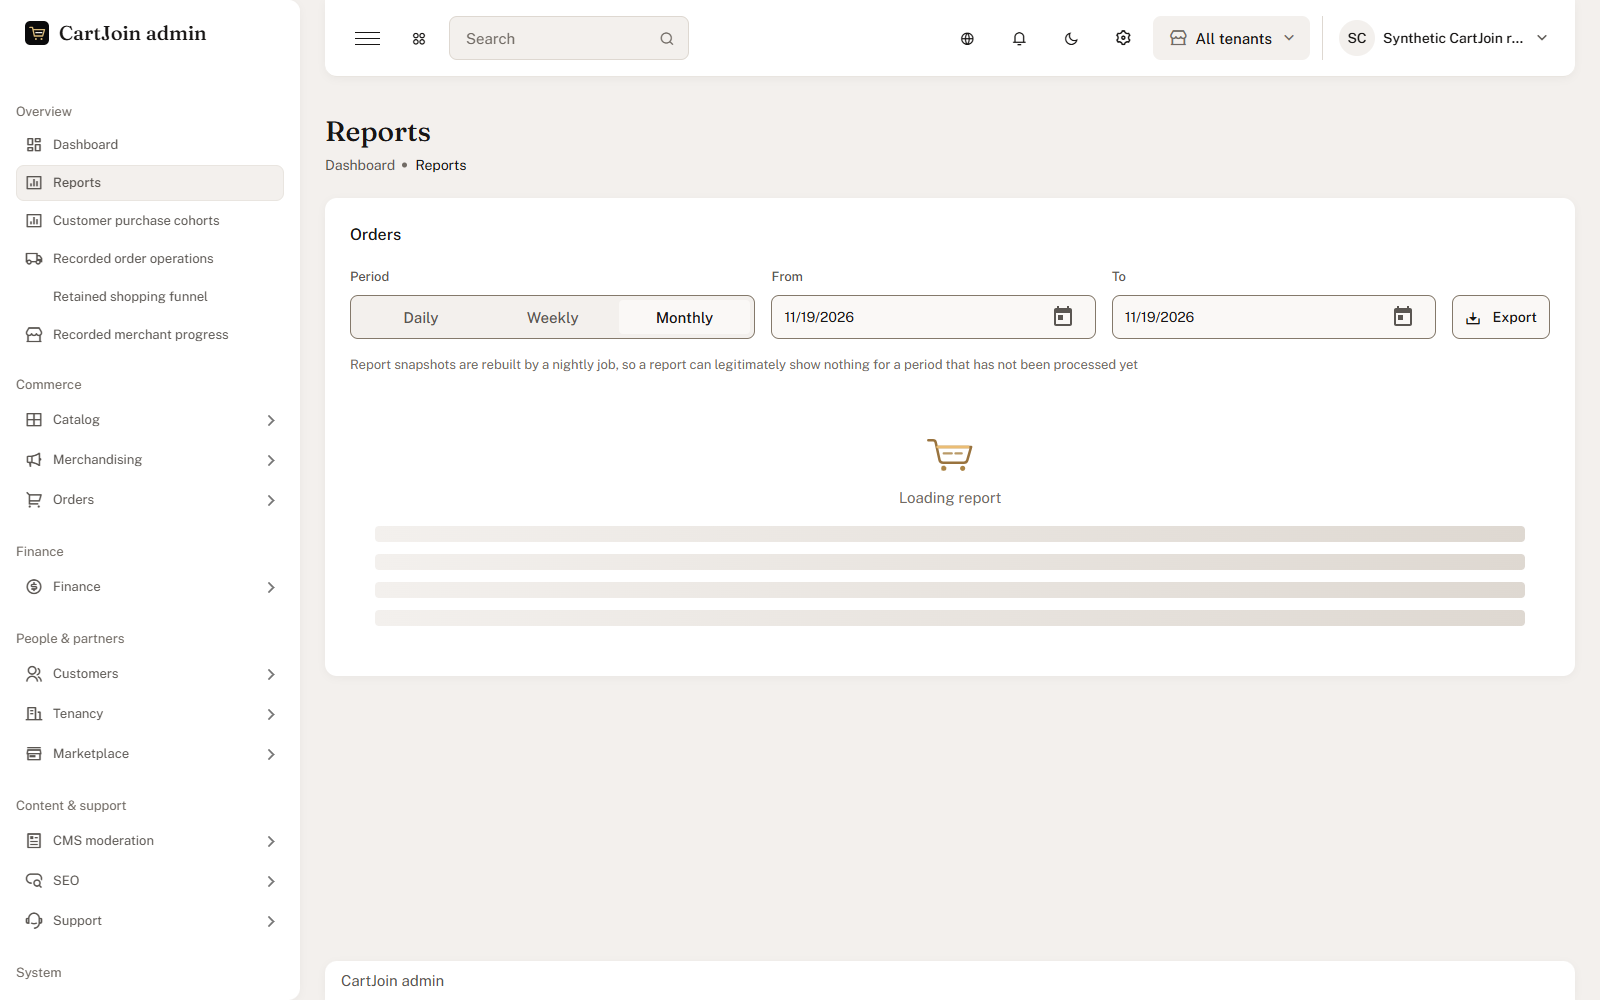 CartJoin admin
Search
All tenants
SC
Synthetic CartJoin r...
Overview
Dashboard
Reports
Customer purchase cohorts
Recorded order operations
Retained shopping funnel
Recorded merchant progress
Commerce
Catalog
Merchandising
Orders
Finance
Finance
People & partners
Customers
Tenancy
Marketplace
Content & support
CMS moderation
SEO
Support
System
Reports
Dashboard • Reports
Orders
Period
From
To
Daily
Weekly
Monthly
11/19/2026
11/19/2026
Export
Report snapshots are rebuilt by a nightly job, so a report can legitimately show nothing for a period that has not been processed yet
Loading report
CartJoin admin